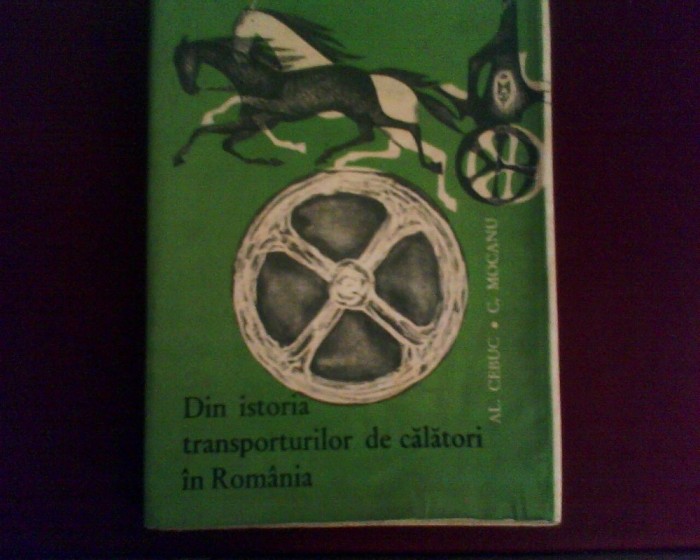 AL. CEBUC • C. MOCANU
Din istoria
transporturilor de călători
în România